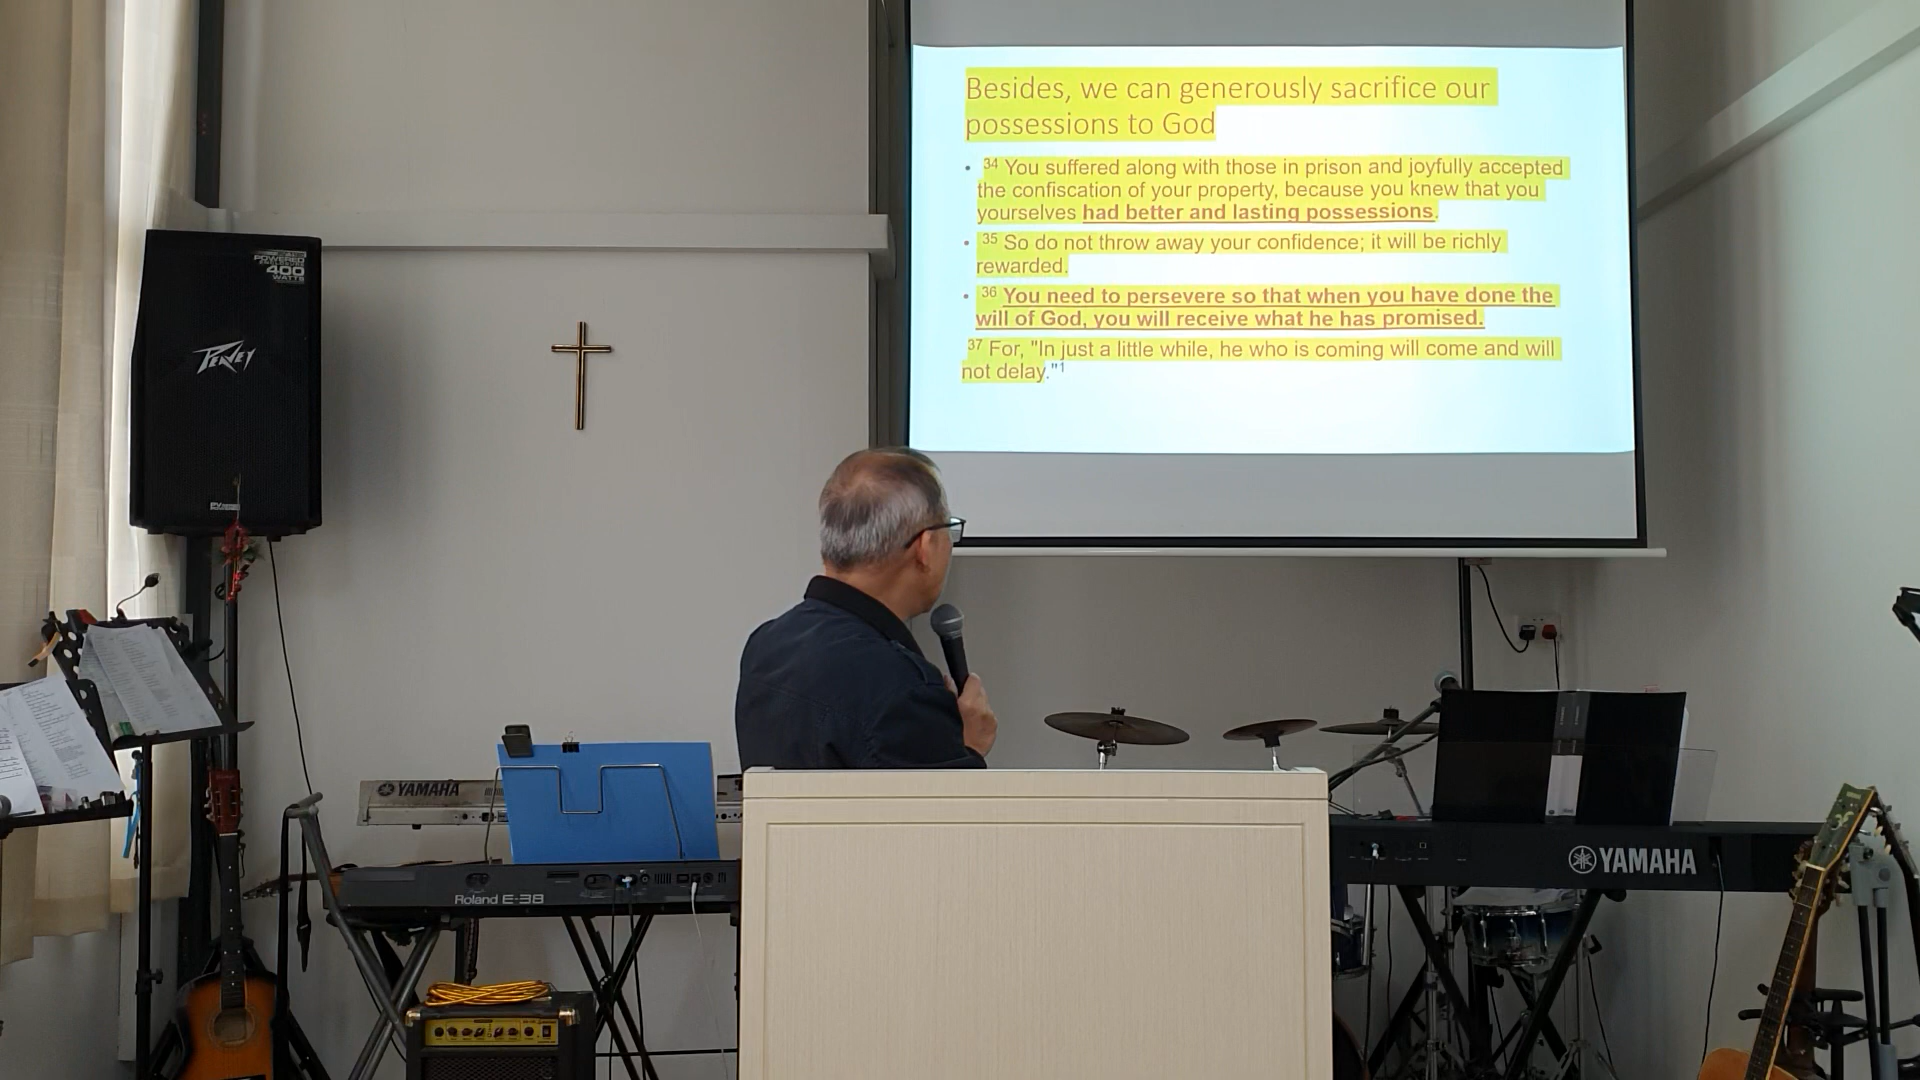 Besides, we can generously sacrifice our
possessions to God
• 34 You suffered along with those in prison and joyfully accepted
the confiscation of your property, because you knew that you
yourselves had better and lasting possessions.
• 35 So do not throw away your confidence; it will be richly
rewarded.
• 36 You need to persevere so that when you have done the
will of God, you will receive what he has promised.
37 For, "In just a little while, he who is coming will come and will
not delay."1
POWERED
400
WATTS
PEAVEY
YAMAHA
Roland E-38
YAMAHA